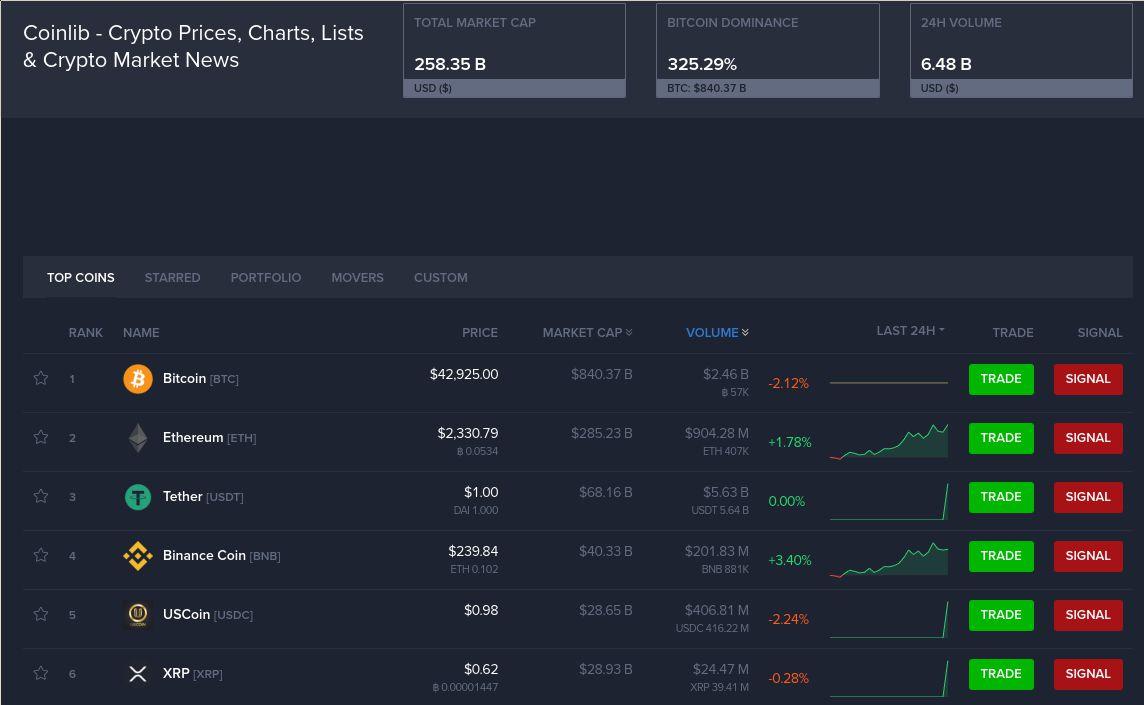 Coinlib - Crypto Prices, Charts, Lists
& Crypto Market News
TOTAL MARKET CAP
258.35 B
USD ($)
BITCOIN DOMINANCE
325.29%
BTC: $840.37 B
24H VOLUME
6.48 B
USD ($)
TOP COINS STARRED PORTFOLIO MOVERS CUSTOM
RANK NAME PRICE MARKET CAP VOLUME LAST 24H TRADE SIGNAL
1 Bitcoin [BTC] $42,925.00 $840.37 B $2.46 B -2.12% TRADE SIGNAL
฿ 57K
2 Ethereum [ETH] $2,330.79 $285.23 B $904.28 M +1.78% TRADE SIGNAL
฿ 0.0534 ETH 407K
3 Tether [USDT] $1.00 $68.16 B $5.63 B 0.00% TRADE SIGNAL
DAI 1.000 USDT 5.64 B
4 Binance Coin [BNB] $239.84 $40.33 B $201.83 M +3.40% TRADE SIGNAL
ETH 0.102 BNB 881K
5 USCoin [USDC] $0.98 $28.65 B $406.81 M -2.24% TRADE SIGNAL
USDC 416.22 M
6 XRP [XRP] $0.62 $28.93 B $24.47 M -0.28% TRADE SIGNAL
฿ 0.00001447 XRP 39.41 M